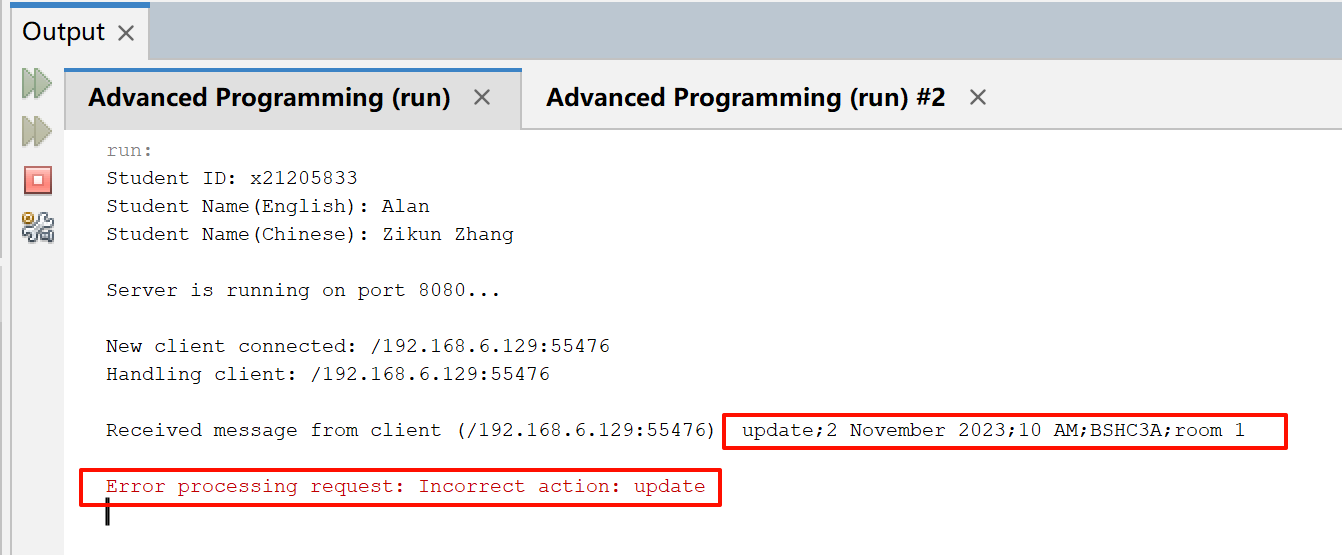 Output
Advanced Programming (run)
Advanced Programming (run) #2
run:
Student ID: x21205833
Student Name(English): Alan
Student Name(Chinese): Zikun Zhang
Server is running on port 8080...
New client connected: /192.168.6.129:55476
Handling client: /192.168.6.129:55476
Received message from client (/192.168.6.129:55476) update;2 November 2023;10 AM;BSHC3A;room 1
Error processing request: Incorrect action: update